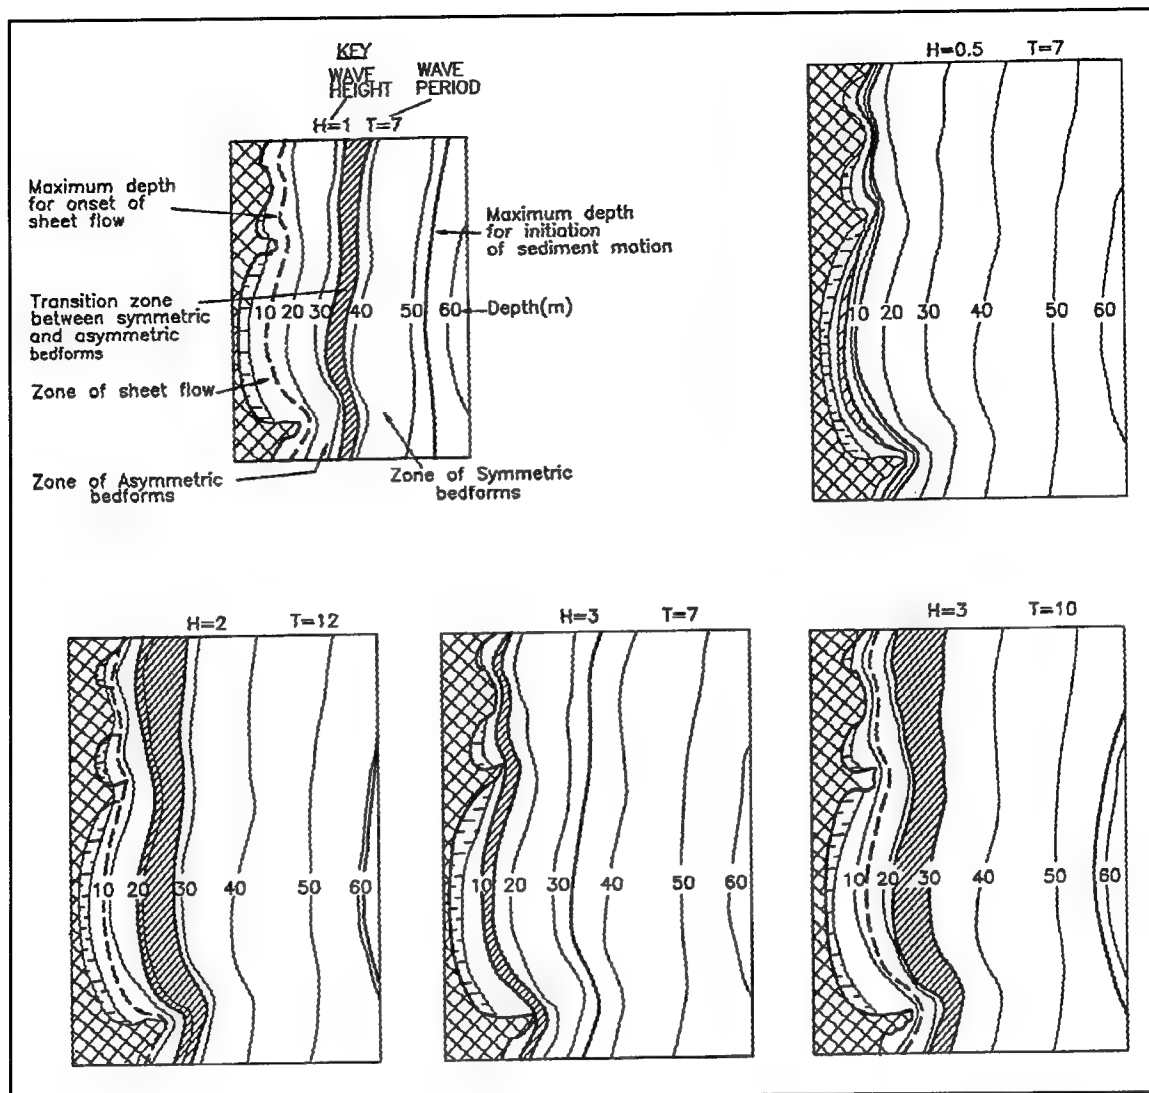 KEY
WAVE HEIGHT
WAVE PERIOD
H=1 T=7
Maximum depth
for onset of
sheet flow
Transition zone
between symmetric
and asymmetric
bedforms
Zone of sheet flow
Zone of Asymmetric
bedforms
Maximum depth
for initiation
of sediment motion
10 20 30 40 50 60 Depth(m)
Zone of Symmetric
bedforms
H=0.5 T=7
10 20 30 40 50 60
H=2 T=12
10 20 30 40 50 60
H=3 T=7
10 20 30 40 50 60
H=3 T=10
10 20 30 40 50 60